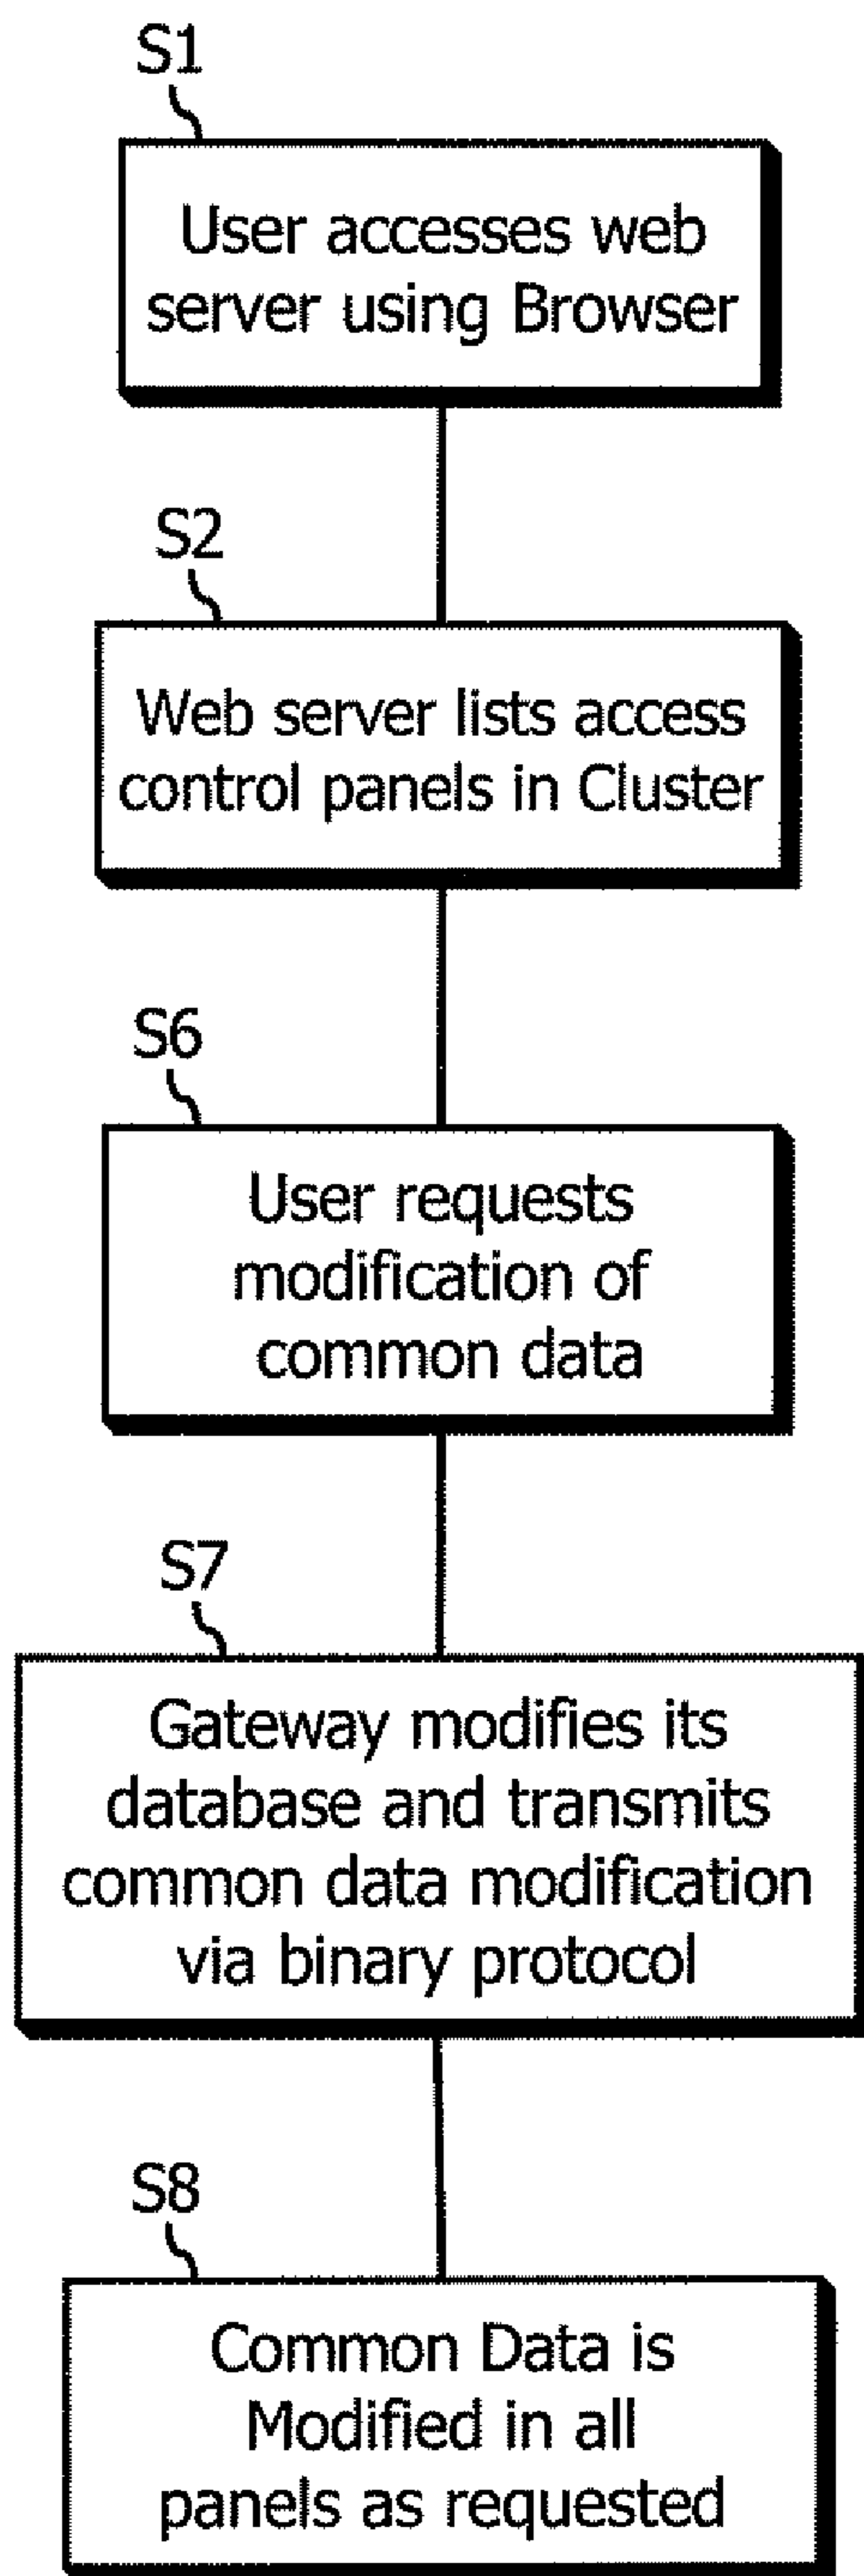 S1
User accesses web
server using Browser
S2
Web server lists access
control panels in Cluster
S6
User requests
modification of
common data
S7
Gateway modifies its
database and transmits
common data modification
via binary protocol
S8
Common Data is
Modified in all
panels as requested